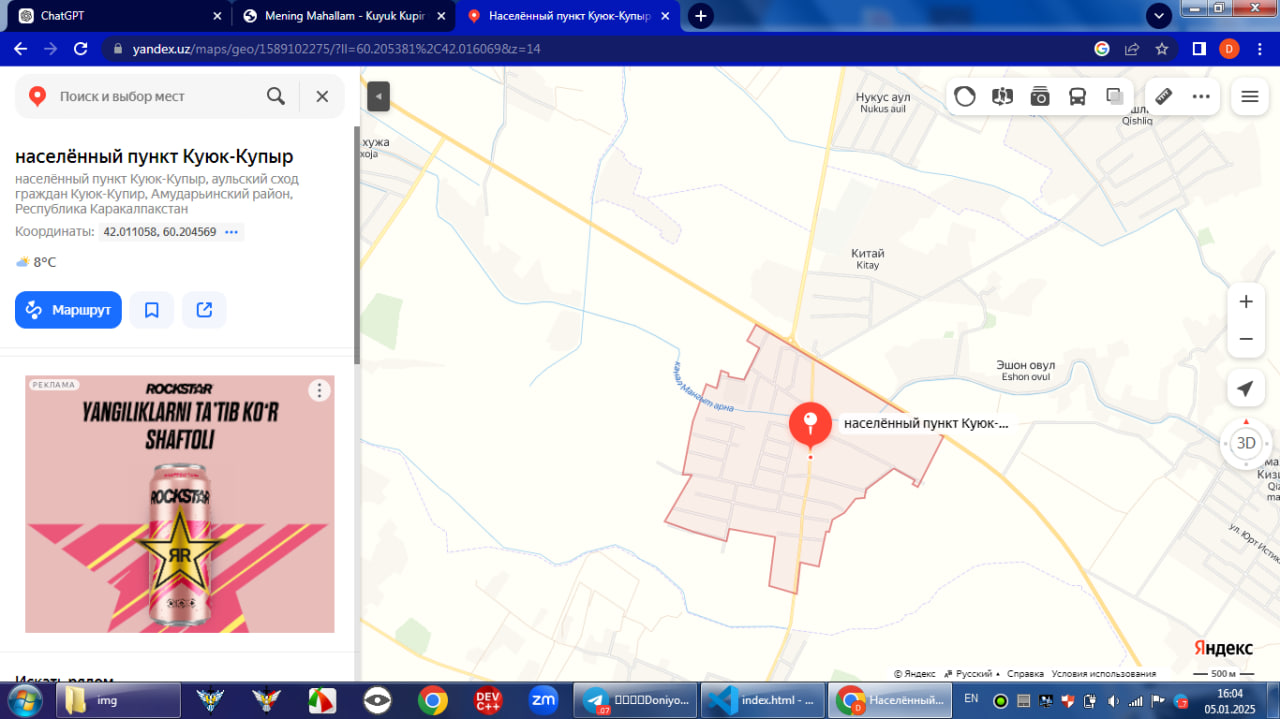 ChatGPT
Mening Mahallam - Kuyuk Kupir
Населённый пункт Куюк-Купыр
yandex.uz/maps/geo/1589102275/?ll=60.205381%2C42.016069&z=14
D
Поиск и выбор мест
населённый пункт Куюк-Купыр
населённый пункт Куюк-Купыр, аульский сход
граждан Куюк-Купир, Амударьинский район,
Республика Каракалпакстан
Координаты: 42.011058, 60.204569
8°C
Маршрут
РЕКЛАМА
ROCKSTAR
YANGILIKLARNI TA'TIB KO'R
SHAFTOLI
ROCKSTAR
R
Искать рядом
хужа
xoja
Нукус аул
Nukus auil
Qishliq
Китай
Kitay
Эшон овул
Eshon ovul
канал Мангыт арна
населённый пункт Куюк-...
3D
ул. Юрт Истик
Яндекс
© Яндекс
Русский
Справка
Условия использования
500 м
img
DEV C++
zm
07
Doniyo...
index.html - ...
D
Населённый...
EN
16:04
05.01.2025